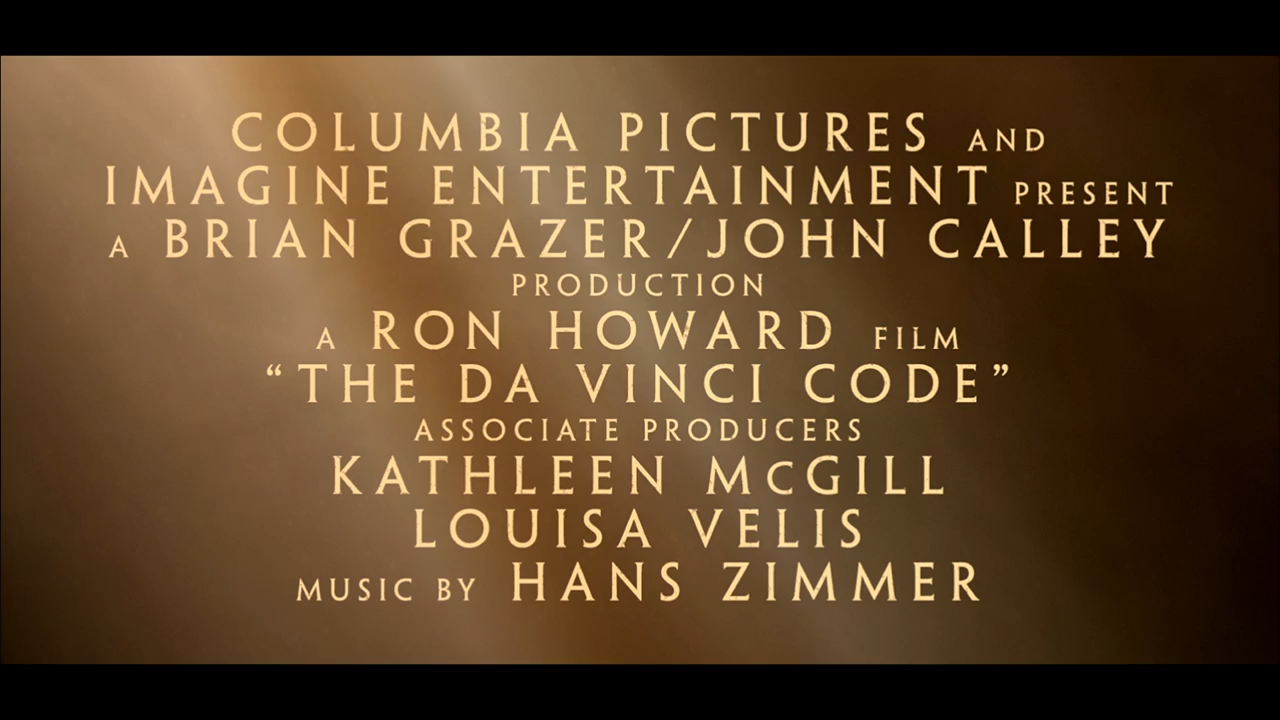 COLUMBIA PICTURES AND
IMAGINE ENTERTAINMENT PRESENT
A BRIAN GRAZER/JOHN CALLEY
PRODUCTION
A RON HOWARD FILM
“THE DA VINCI CODE”
ASSOCIATE PRODUCERS
KATHLEEN McGILL
LOUISA VELIS
MUSIC BY HANS ZIMMER